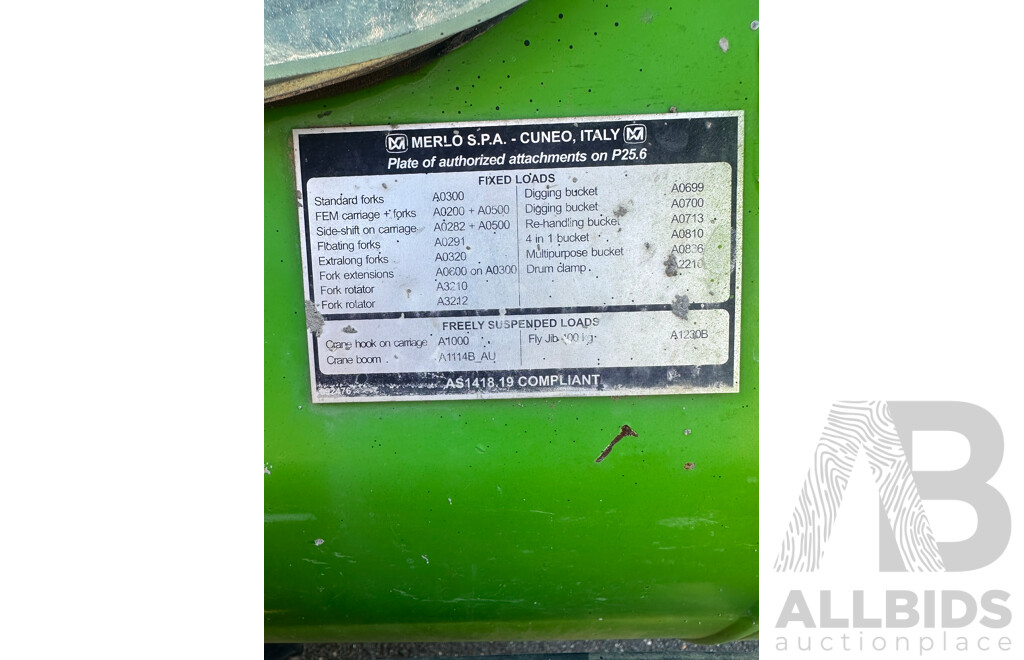 MERLO S.P.A. - CUNEO, ITALY
Plate of authorized attachments on P25.6
FIXED LOADS
Standard forks A0300
FEM carriage + forks A0200 + A0500
Side-shift on carriage A0282 + A0500
Floating forks A0291
Extralong forks A0320
Fork extensions A0600 on A0300
Fork rotator A3210
Fork rotator A3212
Digging bucket A0699
Digging bucket A0700
Re-handling bucket A0713
4 in 1 bucket A0810
Multipurpose bucket
Drum clamp
FREELY SUSPENDED LOADS
Crane hook on carriage A1000
Crane boom A1114B_AU
Fly Jib kg A1230B
AS1418.19 COMPLIANT
AB
ALLBIDS
auctionplace